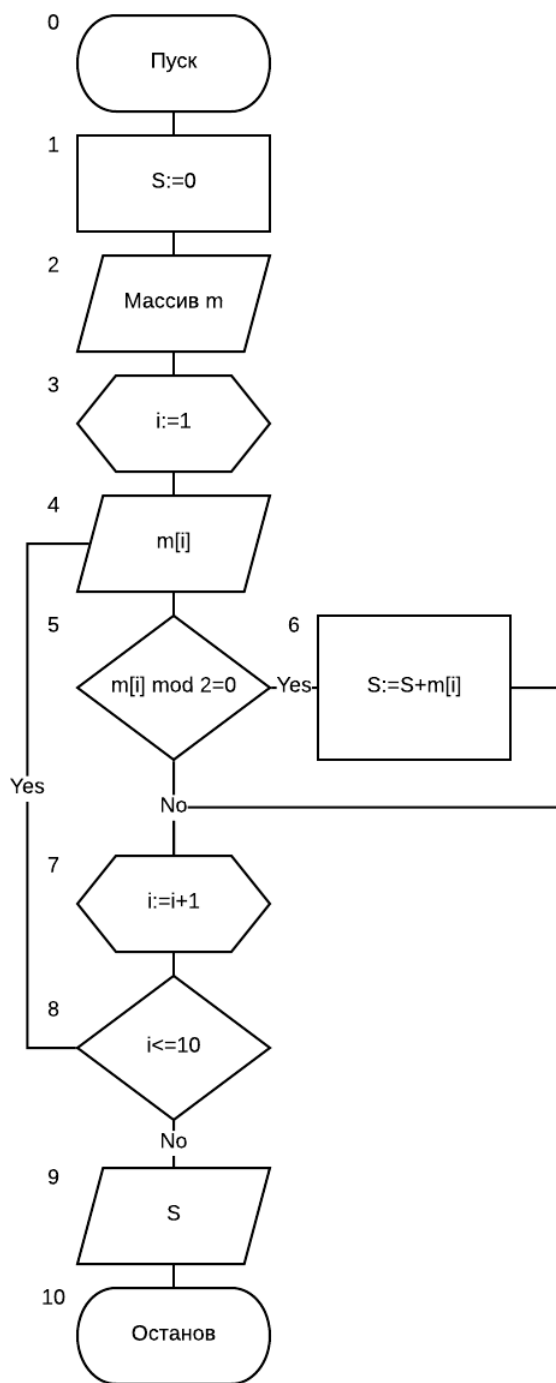 0
Пуск
1
S:=0
2
Массив m
3
i:=1
4
m[i]
5
m[i] mod 2=0
Yes
6
S:=S+m[i]
Yes
No
7
i:=i+1
8
i<=10
No
9
S
10
Останов